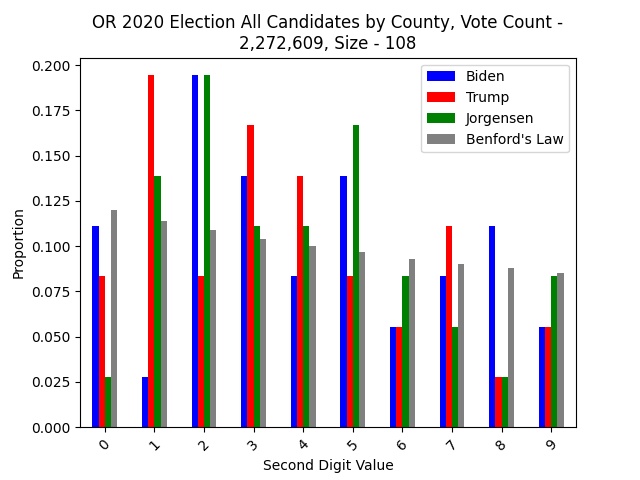 OR 2020 Election All Candidates by County, Vote Count -
2,272,609, Size - 108
Biden
Trump
Jorgensen
Benford's Law
0.200
0.175
0.150
0.125
0.100
0.075
0.050
0.025
0.000
Proportion
0 1 2 3 4 5 6 7 8 9
Second Digit Value